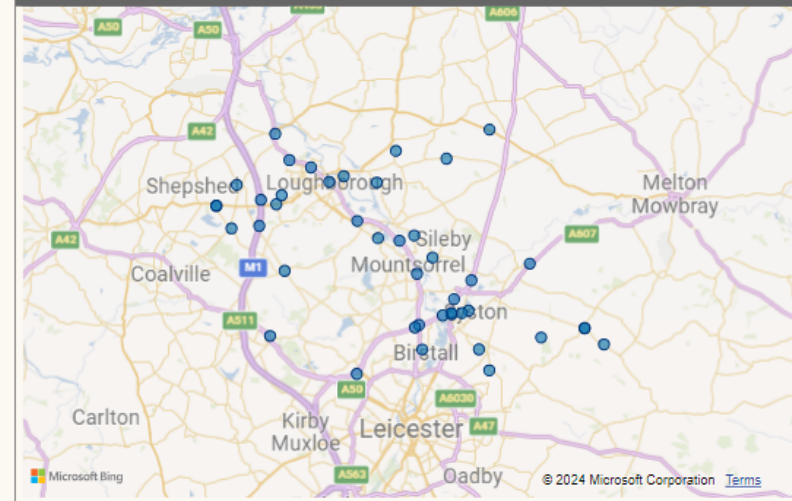 A50
A50
A606
A42
Shepshed
Loughborough
Melton
Mowbray
A42
A607
Sileby
Mountsorrel
Coalville
M1
A511
Birstall
A50
A6030
Carlton
Kirby
Muxloe
Leicester
A47
A563
Oadby
Microsoft Bing
© 2024 Microsoft Corporation Terms